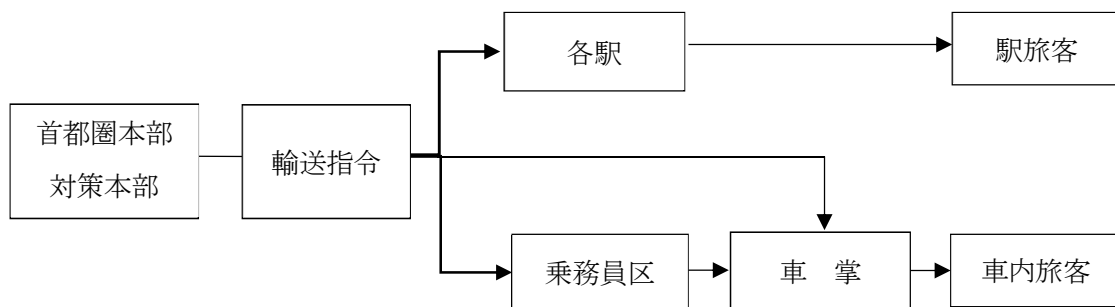 各駅
駅旅客
首都圏本部
対策本部
輸送指令
乗務員区
車　掌
車内旅客